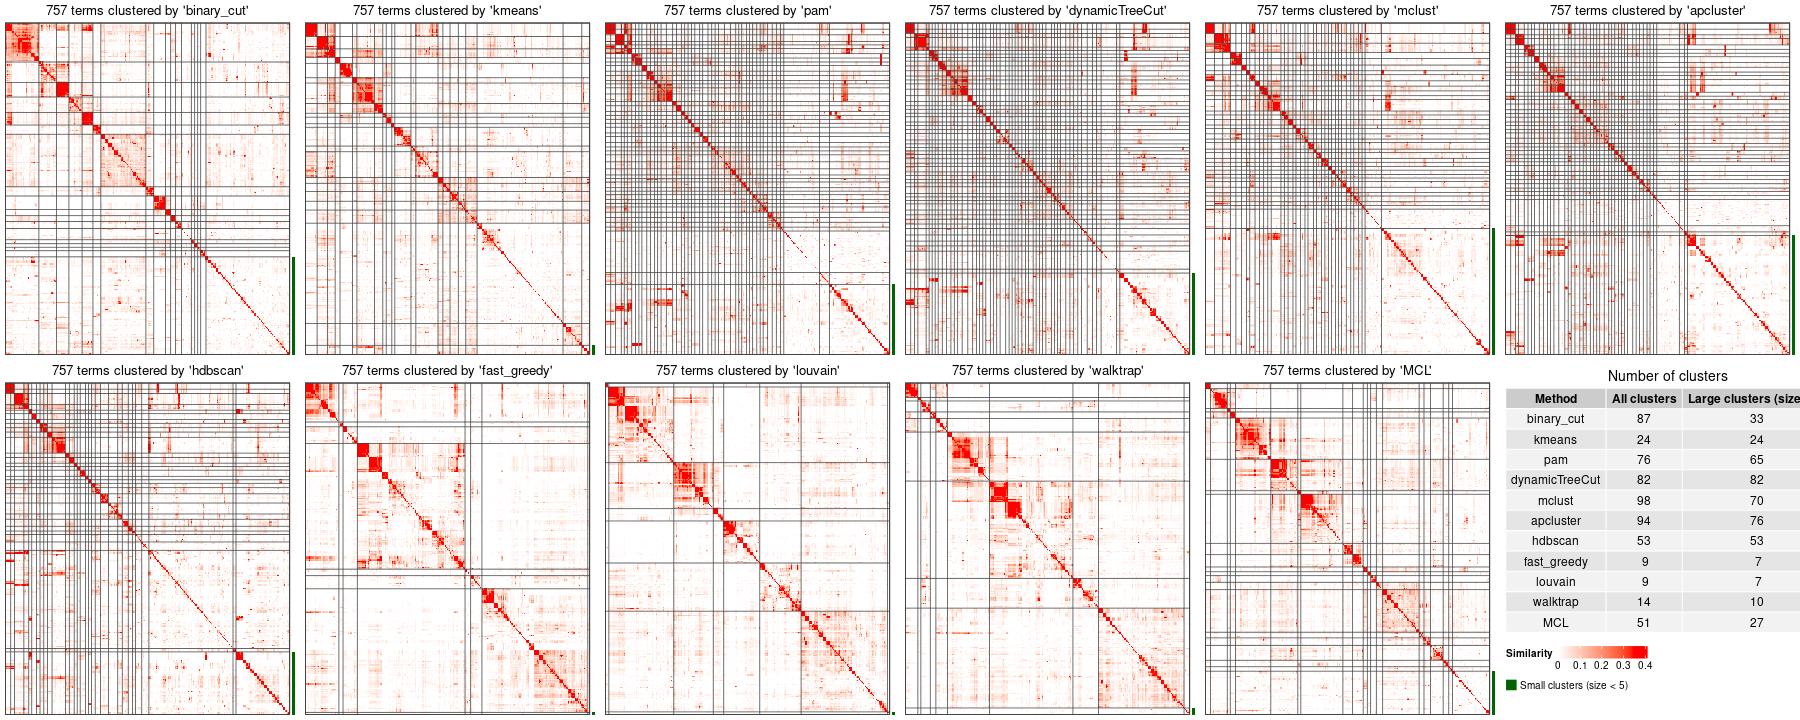 757 terms clustered by 'binary_cut'
757 terms clustered by 'kmeans'
757 terms clustered by 'pam'
757 terms clustered by 'dynamicTreeCut'
757 terms clustered by 'mclust'
757 terms clustered by 'apcluster'
757 terms clustered by 'hdbscan'
757 terms clustered by 'fast_greedy'
757 terms clustered by 'louvain'
757 terms clustered by 'walktrap'
757 terms clustered by 'MCL'
Number of clusters
Method All clusters Large clusters (size
binary_cut 87 33
kmeans 24 24
pam 76 65
dynamicTreeCut 82 82
mclust 98 70
apcluster 94 76
hdbscan 53 53
fast_greedy 9 7
louvain 9 7
walktrap 14 10
MCL 51 27
Similarity
0 0.1 0.2 0.3 0.4
Small clusters (size < 5)